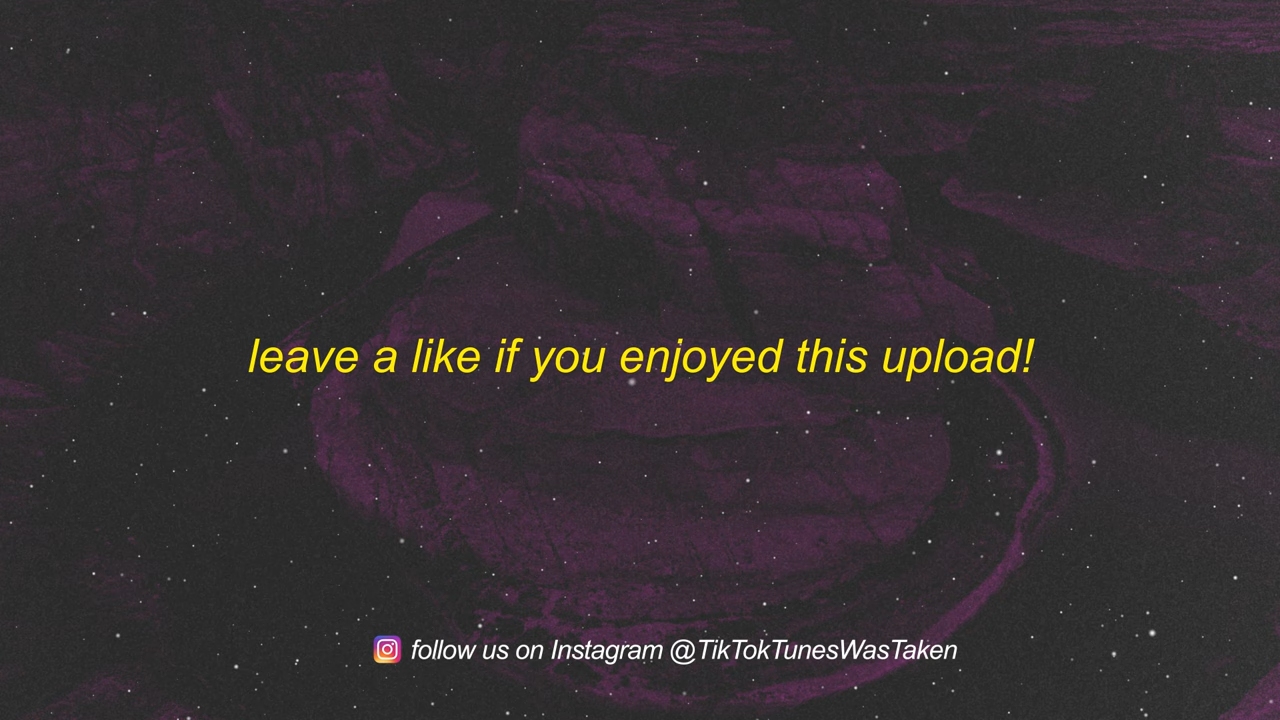 leave a like if you enjoyed this upload!
follow us on Instagram @TikTokTunesWasTaken